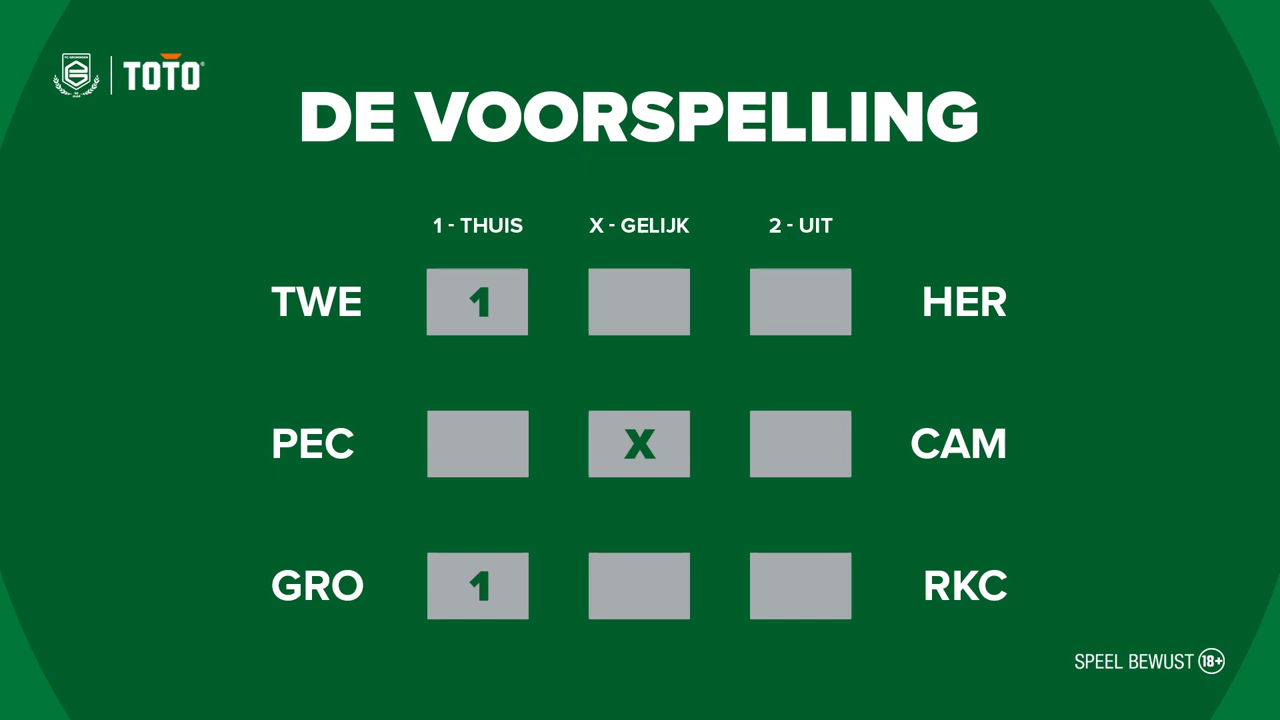 TOTO
DE VOORSPELLING
1 - THUIS X - GELIJK 2 - UIT
TWE 1 HER
PEC X CAM
GRO 1 RKC
SPEEL BEWUST 18+